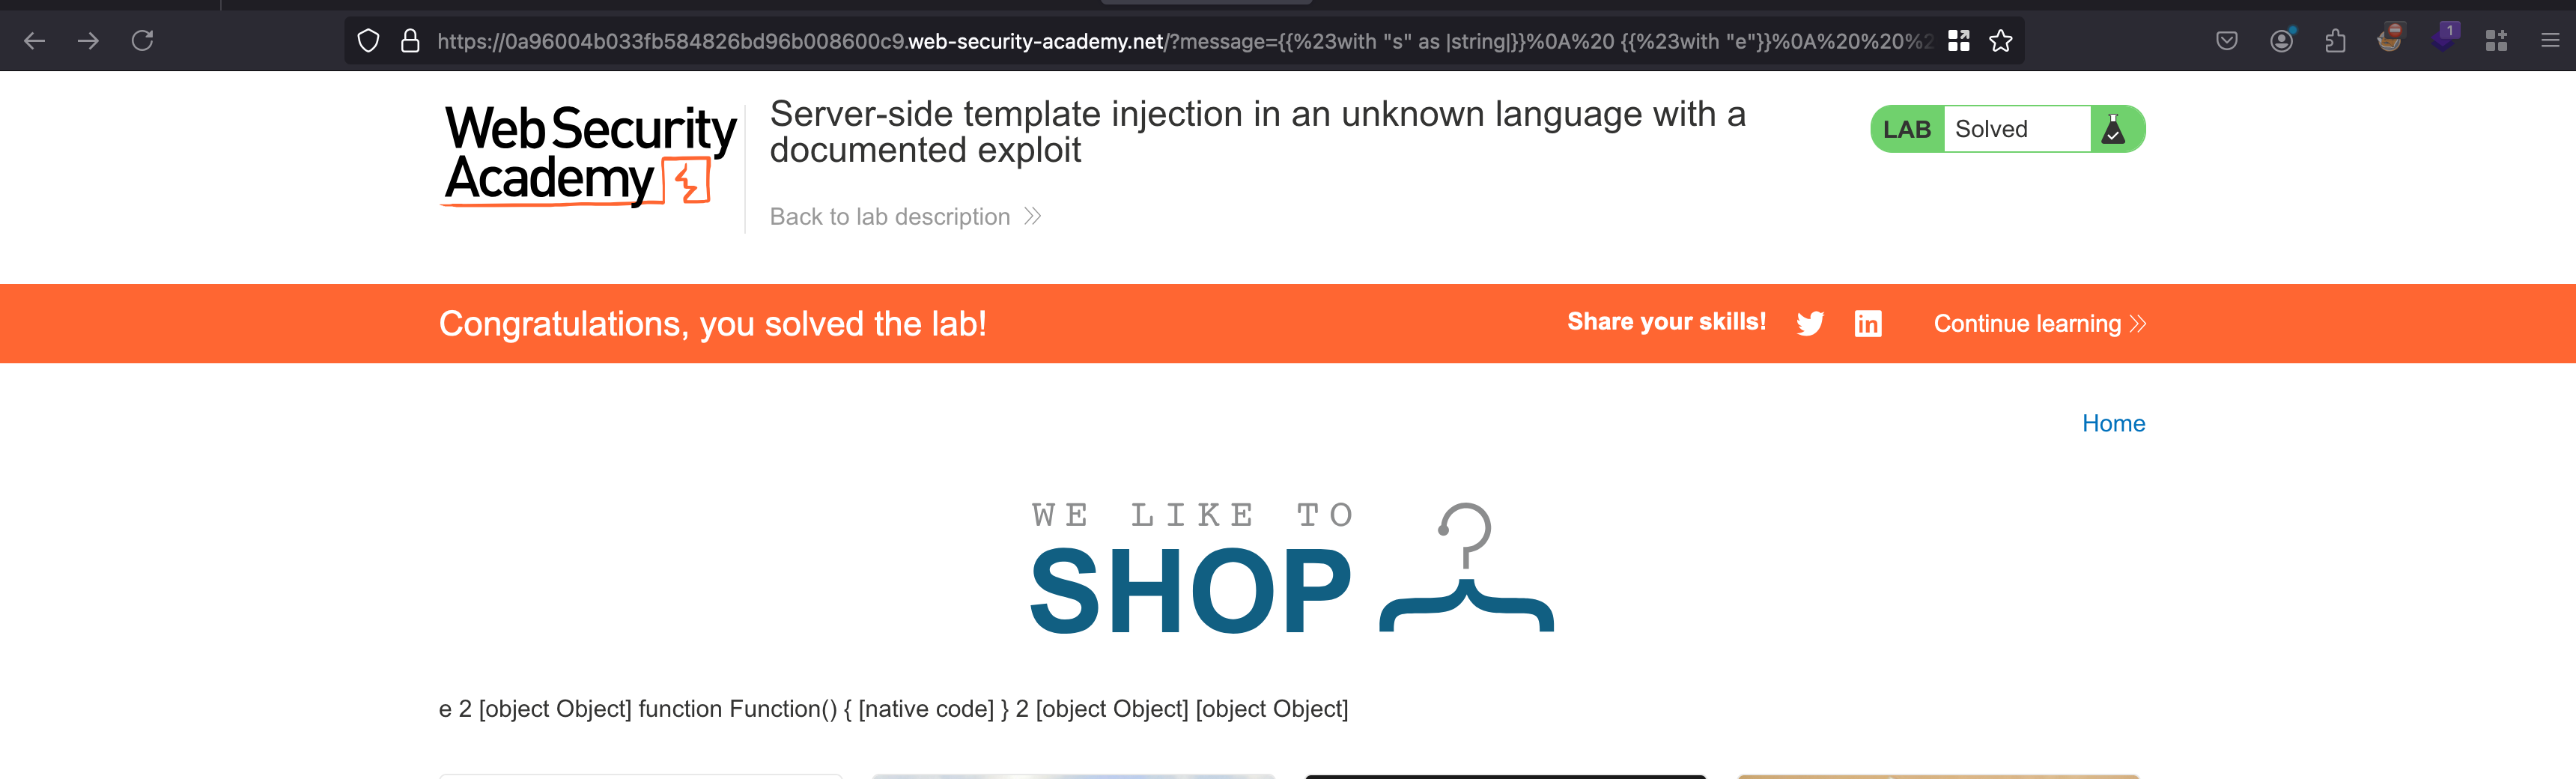 https://0a96004b033fb584826bd96b008600c9.web-security-academy.net/?message={{%23with "s" as |string|}}%0A%20 {{%23with "e"}}%0A%20%20%2
1
Web Security
Academy
Server-side template injection in an unknown language with a
documented exploit
LAB Solved
Back to lab description
Congratulations, you solved the lab!
Share your skills!
Continue learning
Home
WE LIKE TO
SHOP
e 2 [object Object] function Function() { [native code] } 2 [object Object] [object Object]